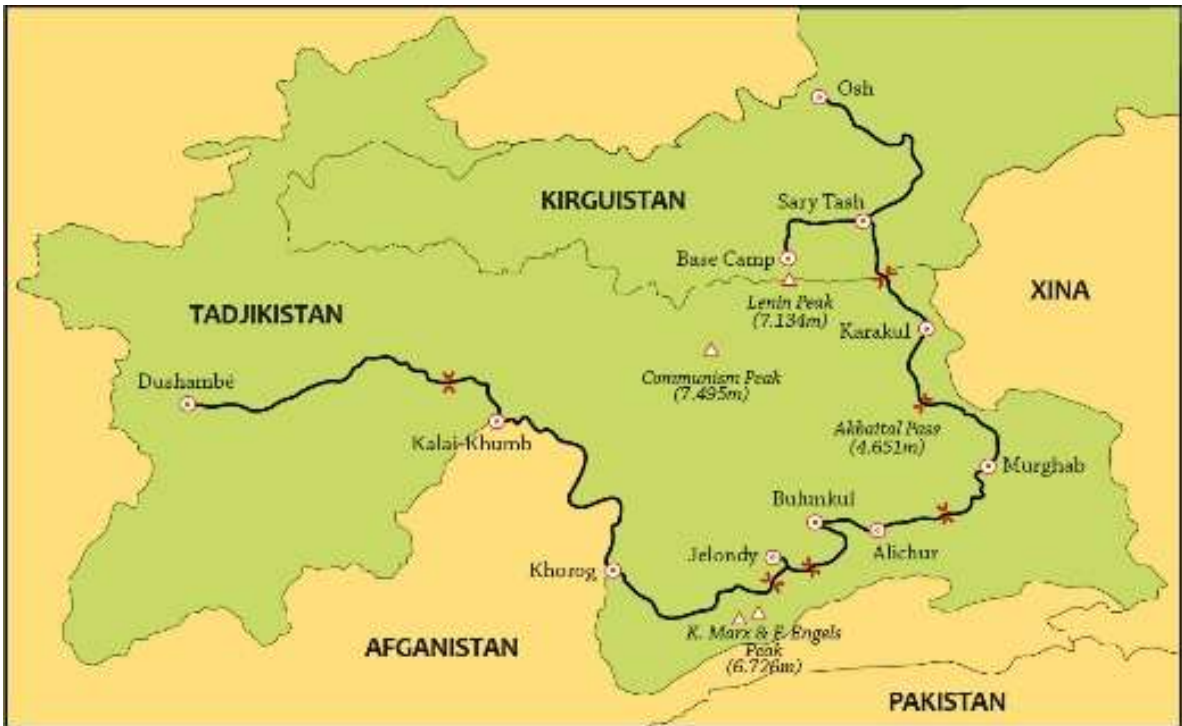 Osh
KIRGUISTAN
Sary Tash
Base Camp
XINA
Lenin Peak
(7.134m)
TADJIKISTAN
Karakul
Communism Peak
(7.495m)
Dushambé
Kalai-Khumb
Akbaital Pass
(4.651m)
Murghab
Bulunkul
Alichur
Jelondy
Khorog
K. Marx & F. Engels
Peak
(6.726m)
AFGANISTAN
PAKISTAN